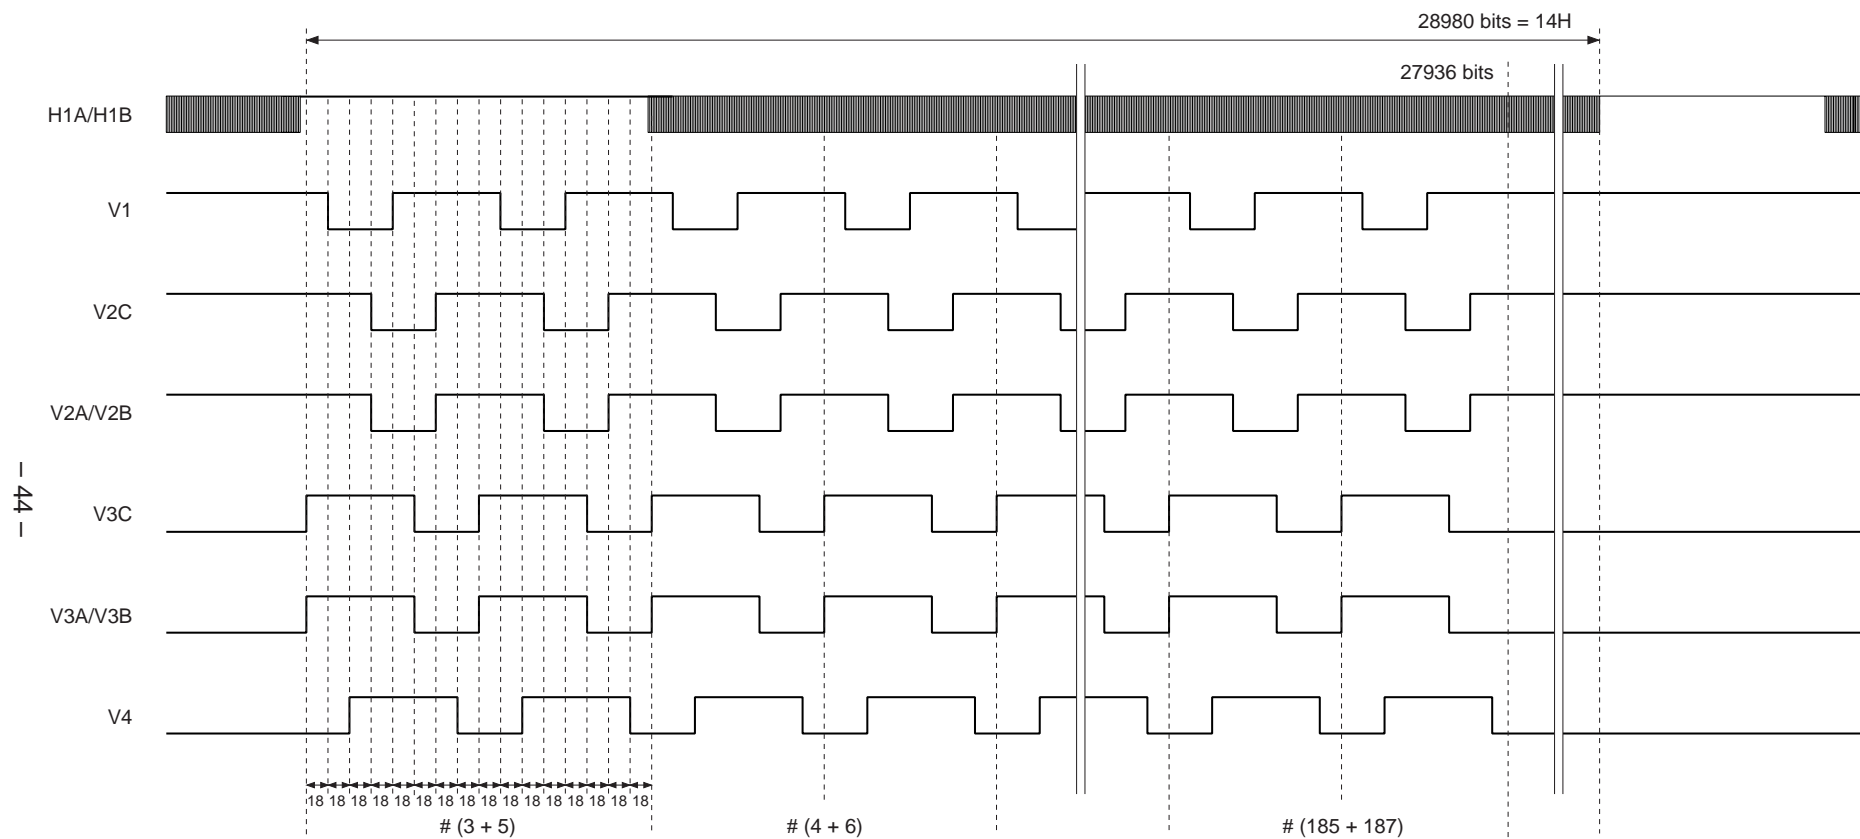 28980 bits = 14H
27936 bits
H1A/H1B
V1
V2C
V2A/V2B
V3C
V3A/V3B
V4
18 18 18 18 18 18 18 18 18 18 18 18 18 18 18 18
# (3 + 5)
# (4 + 6)
# (185 + 187)
– 44 –